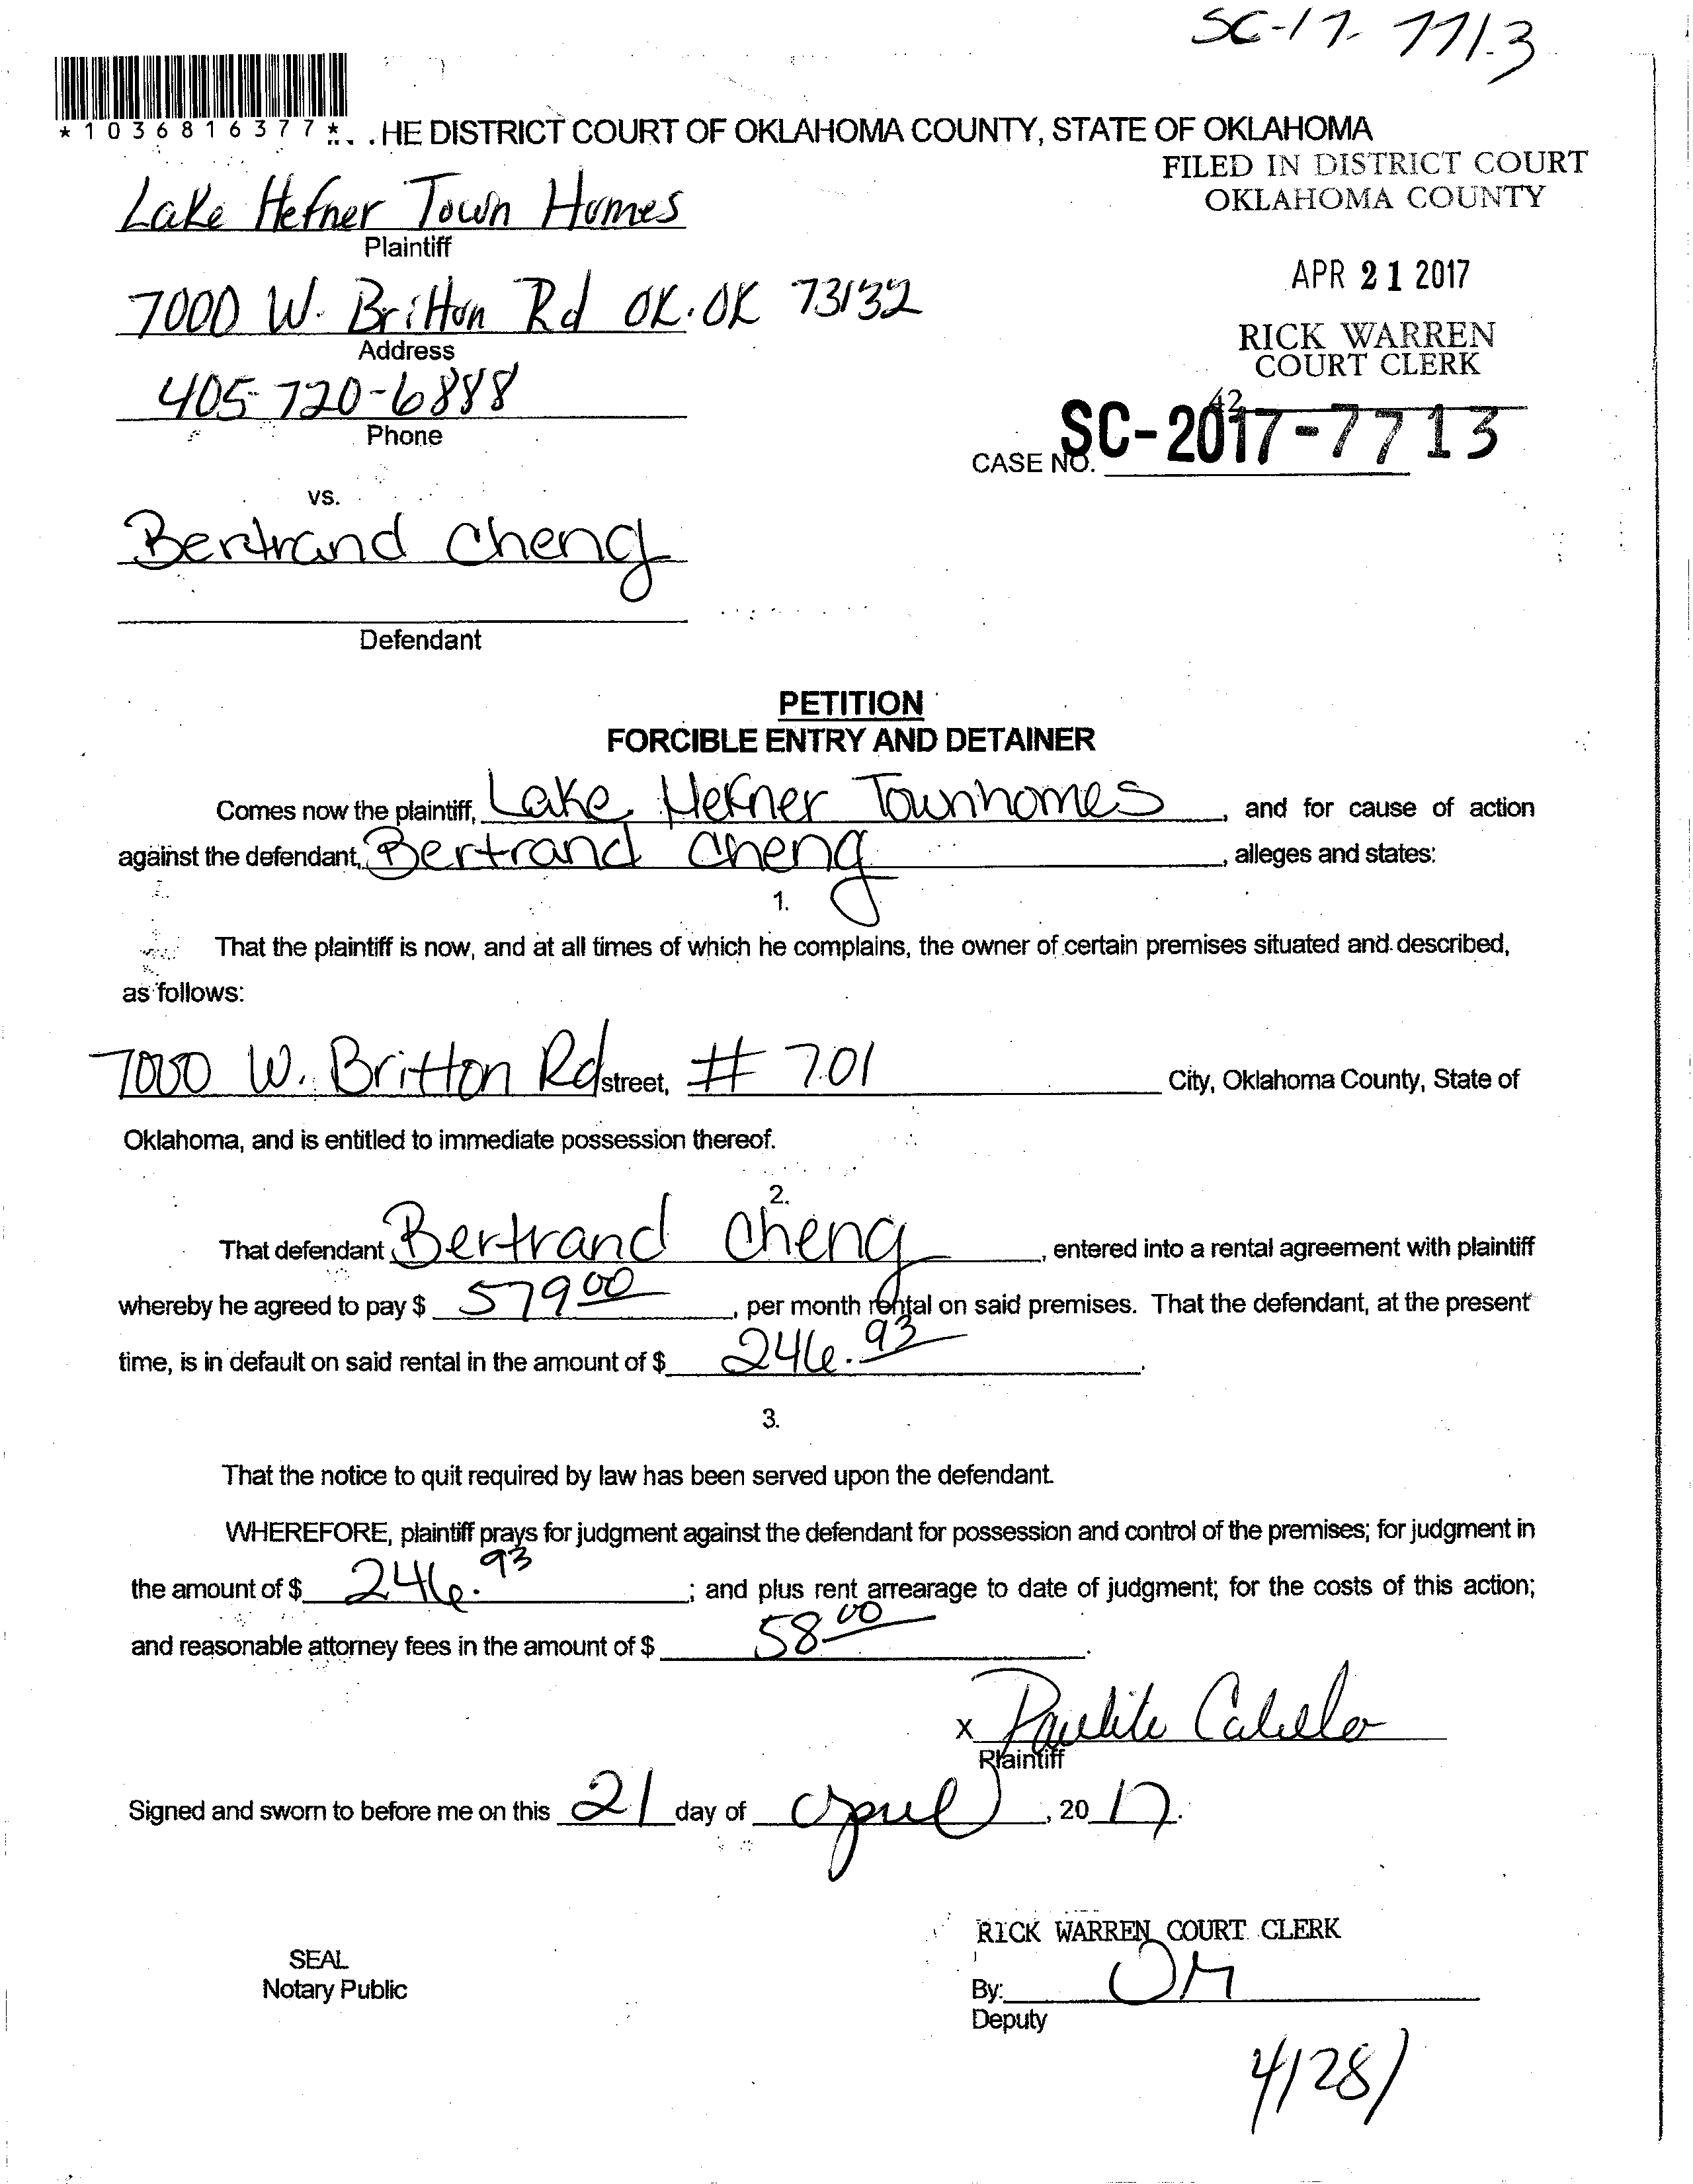 SC-17-7713
*1036816377*
HE DISTRICT COURT OF OKLAHOMA COUNTY, STATE OF OKLAHOMA
FILED IN DISTRICT COURT
OKLAHOMA COUNTY
Lake Hefner Town Homes
Plaintiff
APR 21 2017
7000 W. Britton Rd OK. OK 73132
Address
RICK WARREN
COURT CLERK
405-720-6888
Phone
42
CASE NO. SC-2017-7713
vs.
Bertrand Cheng
Defendant
PETITION
FORCIBLE ENTRY AND DETAINER
Comes now the plaintiff, Lake Hefner Townhomes, and for cause of action
against the defendant, Bertrand Cheng, alleges and states:
1.
That the plaintiff is now, and at all times of which he complains, the owner of certain premises situated and described,
as follows:
7000 W. Britton Rd street, # 701 City, Oklahoma County, State of
Oklahoma, and is entitled to immediate possession thereof.
2.
That defendant Bertrand Cheng, entered into a rental agreement with plaintiff
whereby he agreed to pay $ 579.00, per month rental on said premises. That the defendant, at the present
time, is in default on said rental in the amount of $ 246.93.
3.
That the notice to quit required by law has been served upon the defendant.
WHEREFORE, plaintiff prays for judgment against the defendant for possession and control of the premises; for judgment in
the amount of $ 246.93; and plus rent arrearage to date of judgment; for the costs of this action;
and reasonable attorney fees in the amount of $ 58.00.
X
Plaintiff
Signed and sworn to before me on this 21 day of April, 2017.
RICK WARREN COURT CLERK
SEAL
Notary Public
By:
Deputy